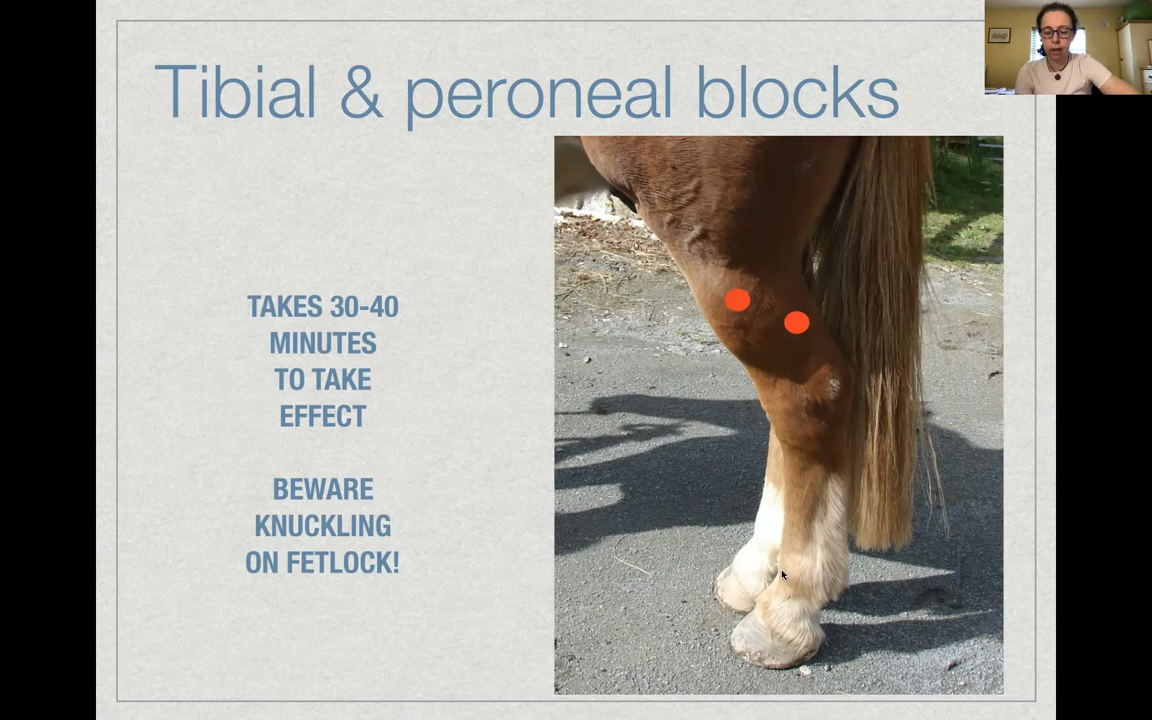 Tibial & peroneal blocks
TAKES 30-40
MINUTES
TO TAKE
EFFECT
BEWARE
KNUCKLING
ON FETLOCK!